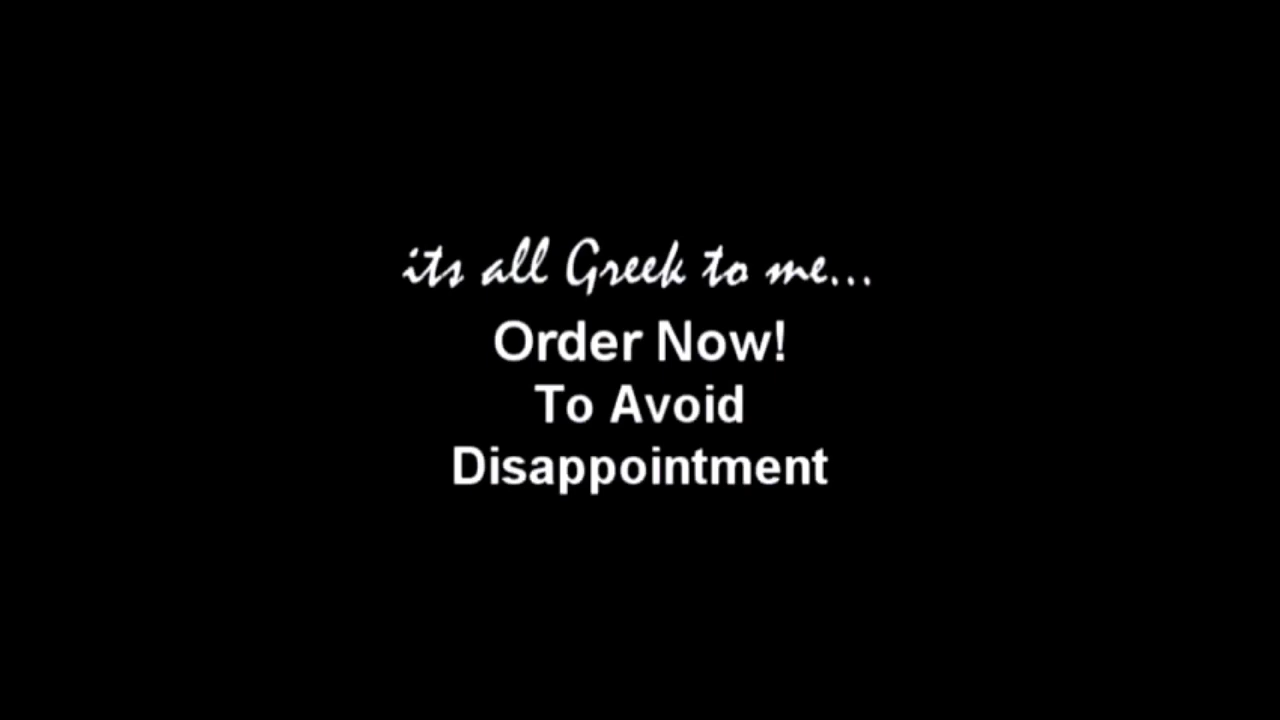 its all Greek to me...
Order Now!
To Avoid
Disappointment